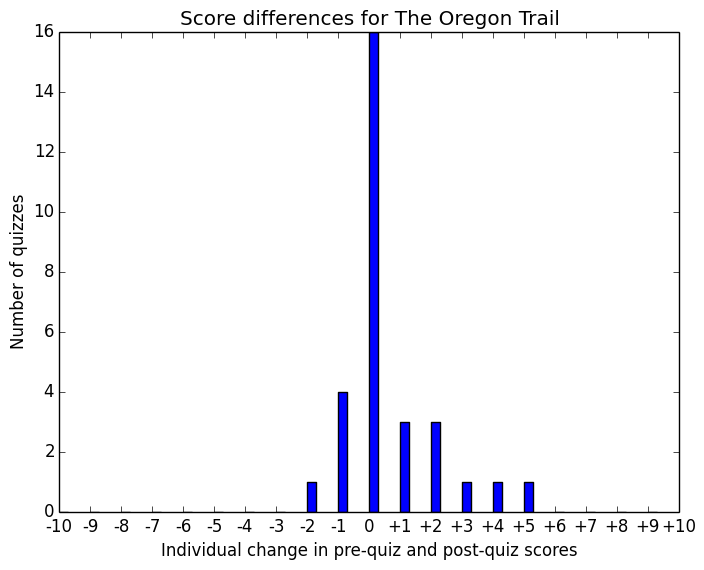 Score differences for The Oregon Trail
16
14
12
10
8
6
4
2
0
Number of quizzes
-10 -9 -8 -7 -6 -5 -4 -3 -2 -1 0 +1 +2 +3 +4 +5 +6 +7 +8 +9 +10
Individual change in pre-quiz and post-quiz scores